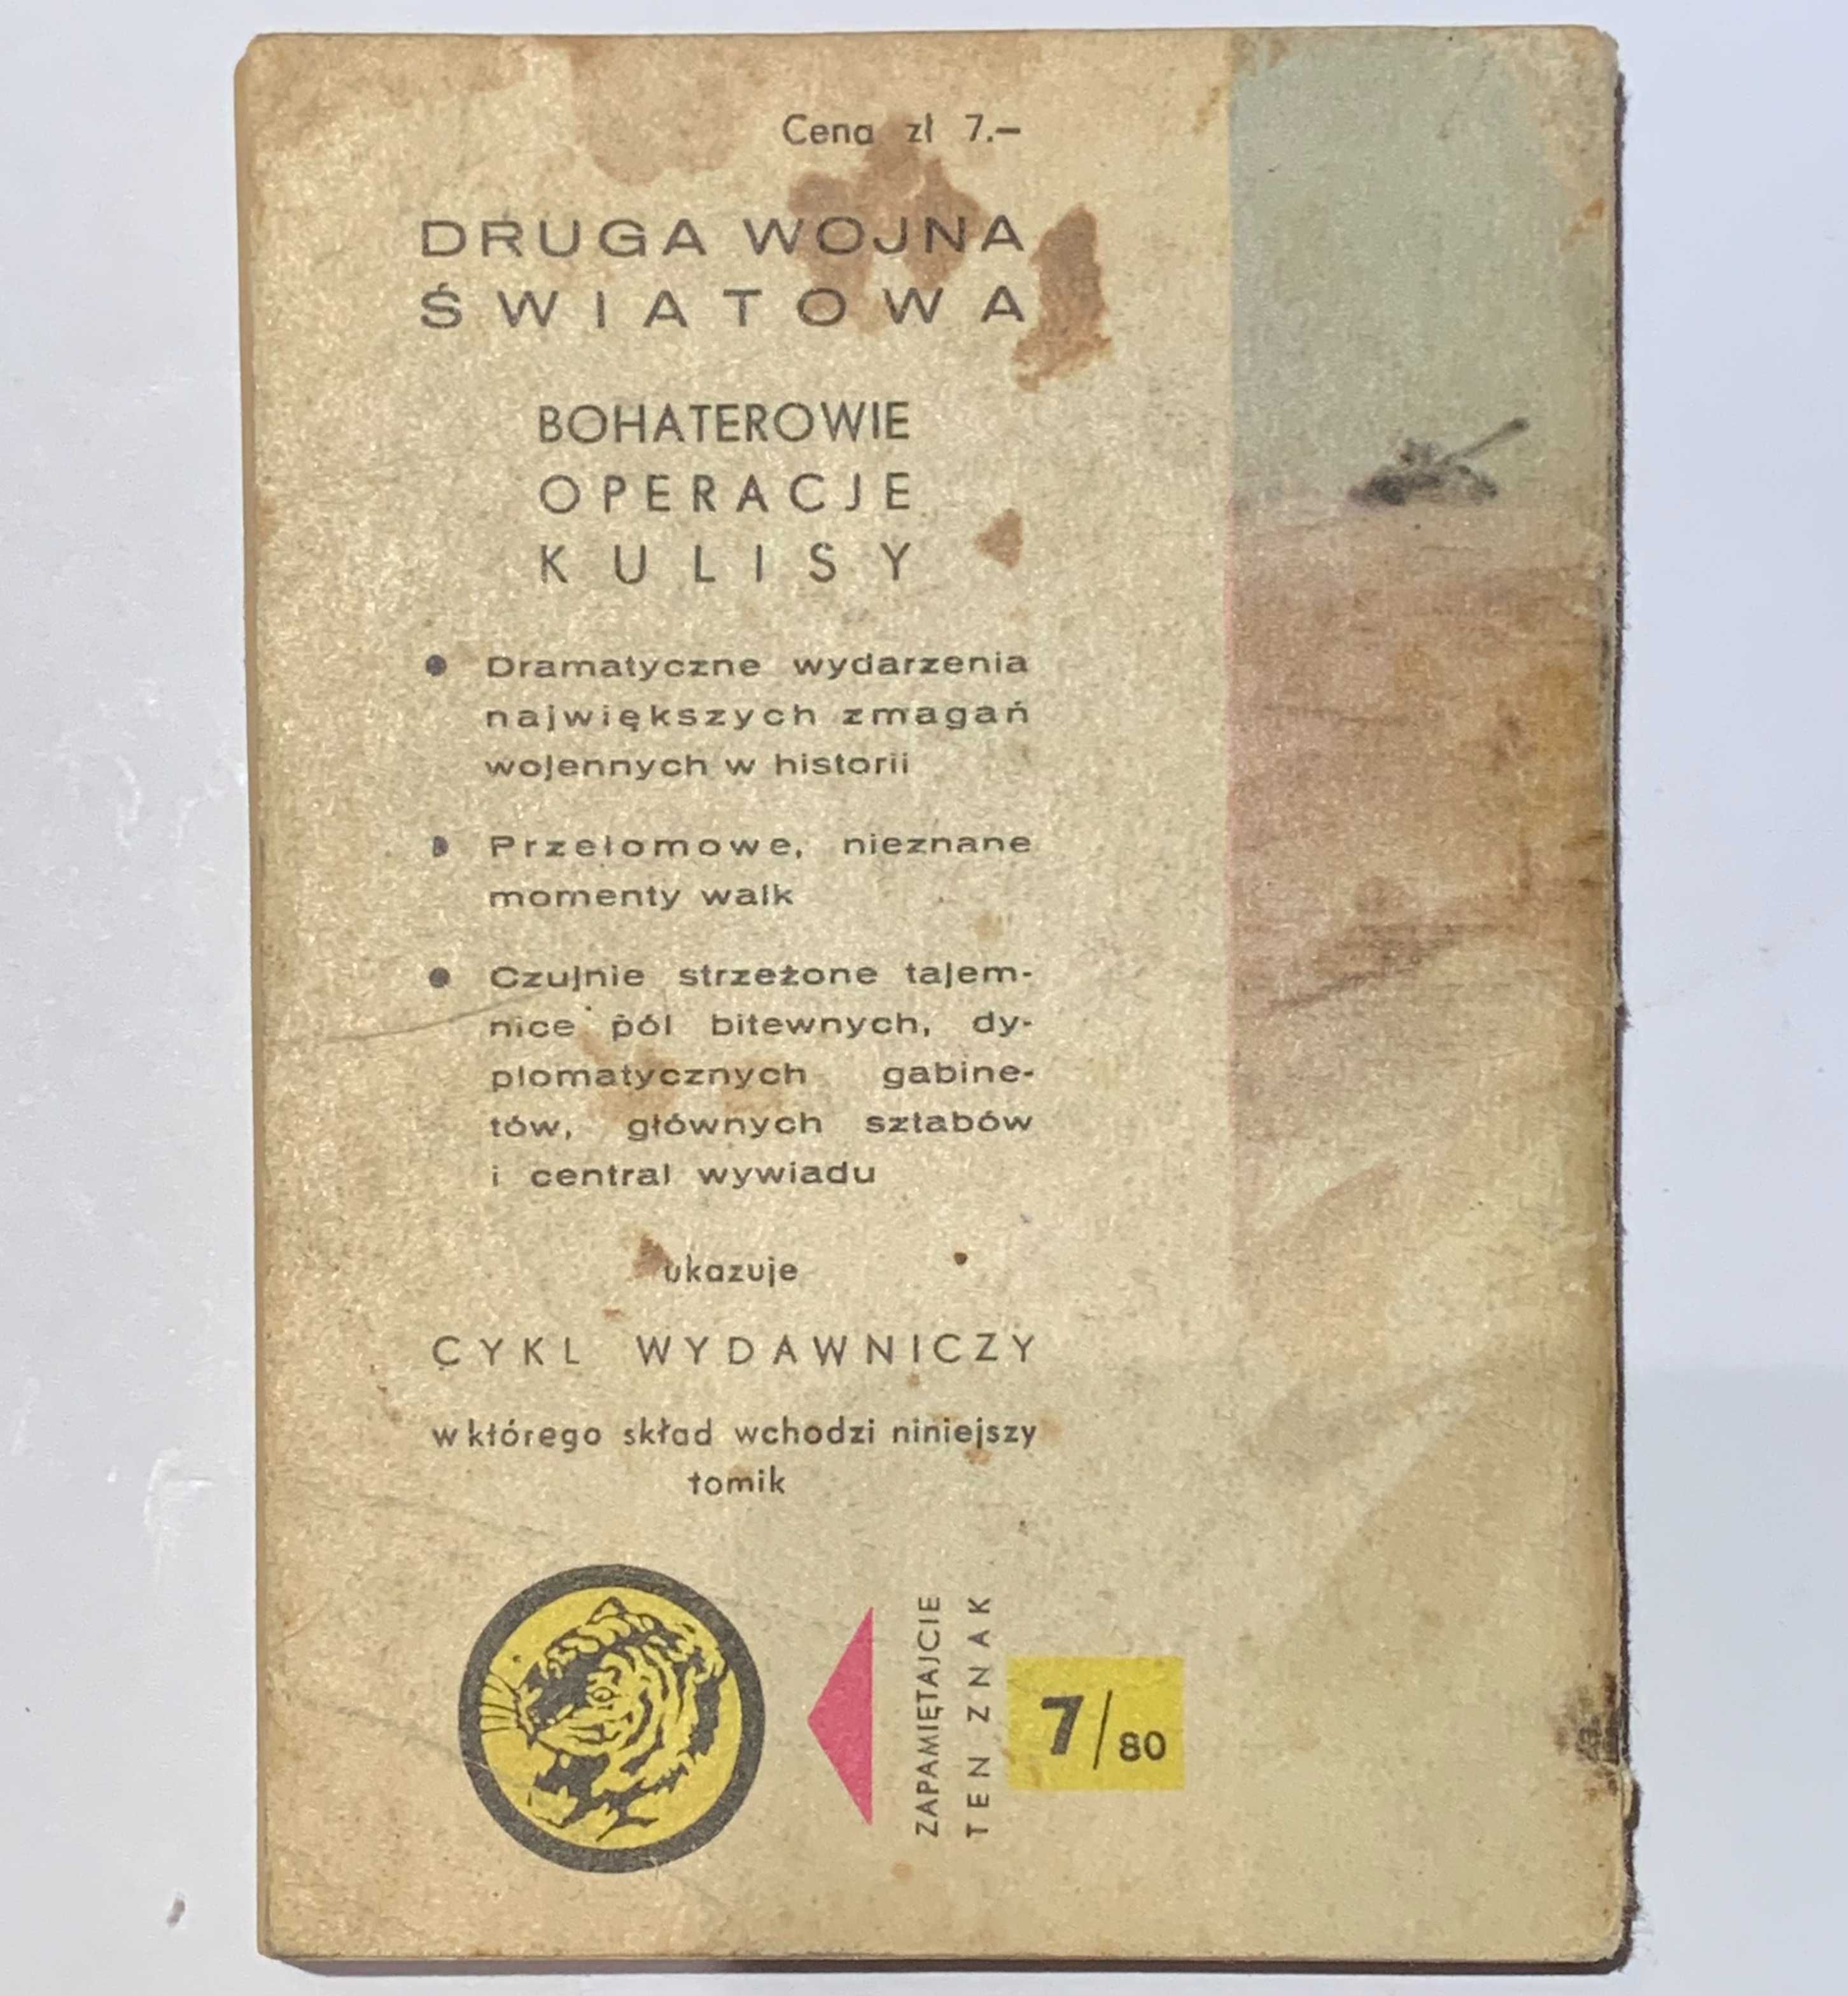 Cena zł 7.–
DRUGA WOJNA
ŚWIATOWA
BOHATEROWIE
OPERACJE
KULISY
● Dramatyczne wydarzenia
największych zmagań
wojennych w historii
● Przełomowe, nieznane
momenty walk
● Czujnie strzeżone tajem-
nice pól bitewnych, dy-
plomatycznych gabine-
tów, głównych sztabów
i central wywiadu
ukazuje
CYKL WYDAWNICZY
w którego skład wchodzi niniejszy
tomik
ZAPAMIĘTAJCIE
TEN ZNAK
7/80